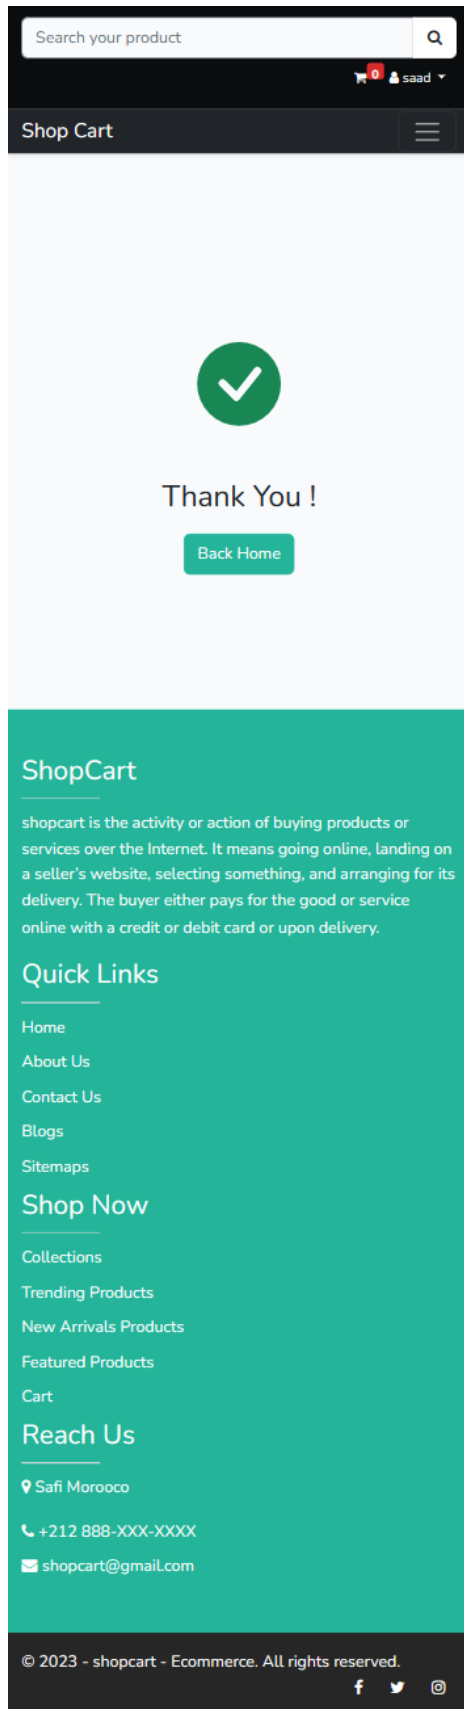 Search your product
0 saad
Shop Cart
Thank You !
Back Home
ShopCart
shopcart is the activity or action of buying products or
services over the Internet. It means going online, landing on
a seller's website, selecting something, and arranging for its
delivery. The buyer either pays for the good or service
online with a credit or debit card or upon delivery.
Quick Links
Home
About Us
Contact Us
Blogs
Sitemaps
Shop Now
Collections
Trending Products
New Arrivals Products
Featured Products
Cart
Reach Us
Safi Morooco
+212 888-XXX-XXXX
shopcart@gmail.com
© 2023 - shopcart - Ecommerce. All rights reserved.